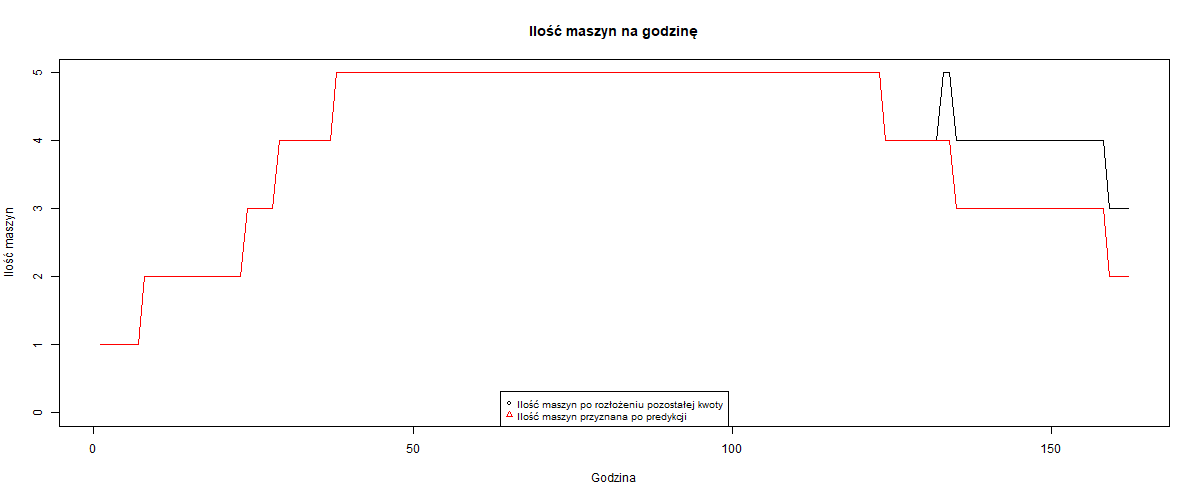 Ilość maszyn na godzinę
Ilość maszyn
5
4
3
2
1
0
Ilość maszyn po rozłożeniu pozostałej kwoty
Ilość maszyn przyznana po predykcji
0 50 100 150
Godzina